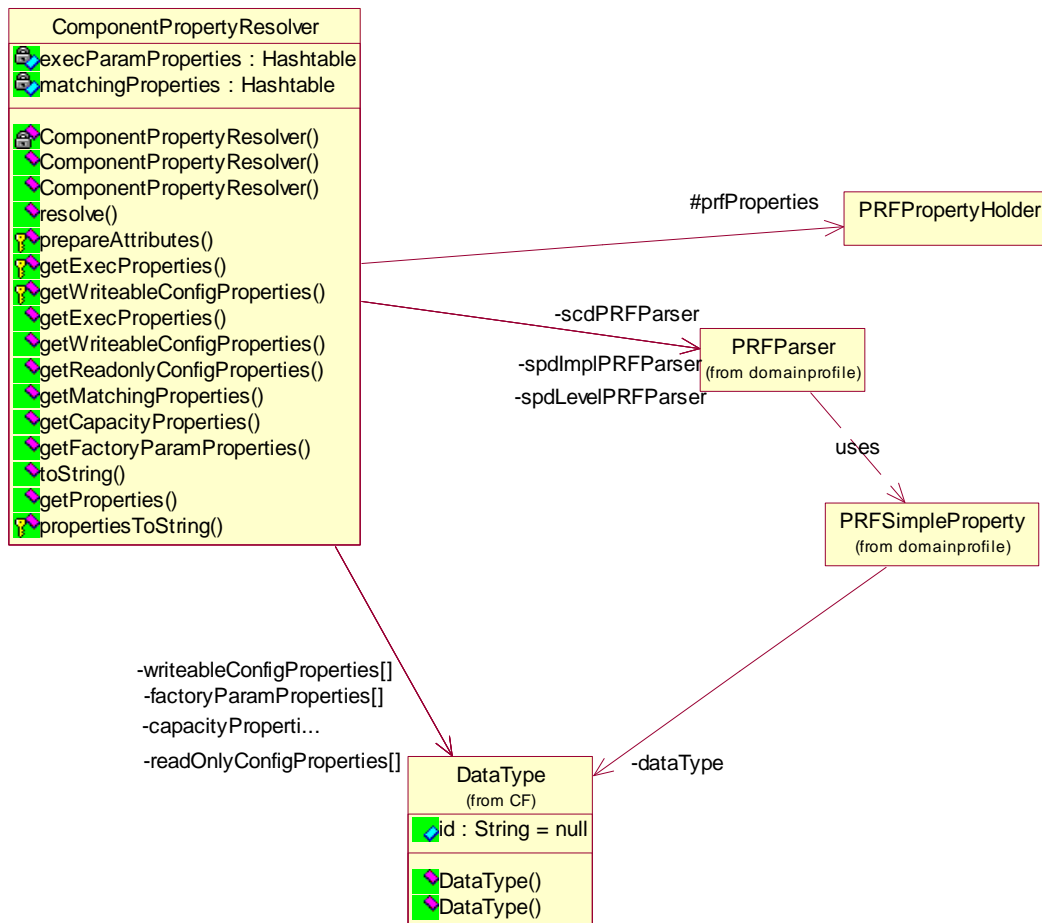 ComponentPropertyResolver
execParamProperties : Hashtable
matchingProperties : Hashtable
ComponentPropertyResolver()
ComponentPropertyResolver()
ComponentPropertyResolver()
resolve()
prepareAttributes()
getExecProperties()
getWriteableConfigProperties()
getExecProperties()
getWriteableConfigProperties()
getReadonlyConfigProperties()
getMatchingProperties()
getCapacityProperties()
getFactoryParamProperties()
toString()
getProperties()
propertiesToString()
#prfProperties
PRFPropertyHolder
-scdPRFParser
-spdImplPRFParser
-spdLevelPRFParser
PRFParser
(from domainprofile)
uses
PRFSimpleProperty
(from domainprofile)
-writeableConfigProperties[]
-factoryParamProperties[]
-capacityProperti...
-readOnlyConfigProperties[]
-dataType
DataType
(from CF)
id : String = null
DataType()
DataType()